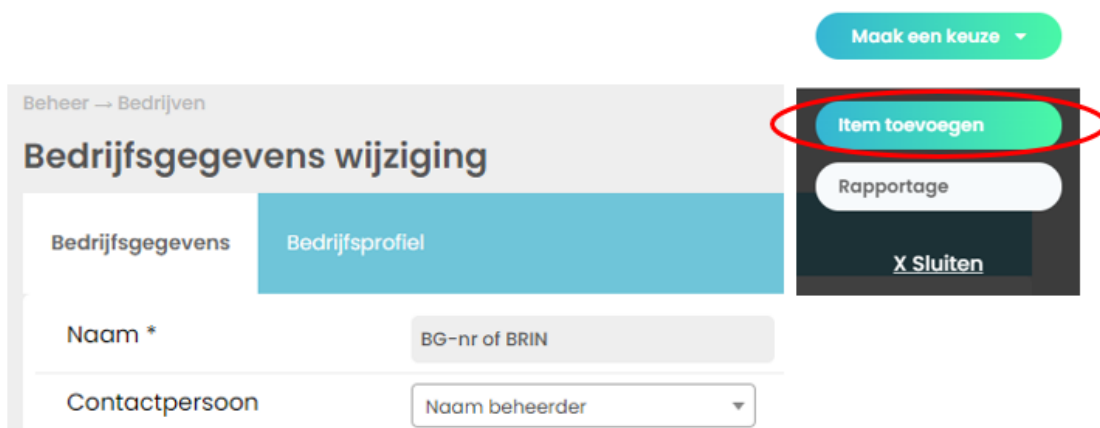 Maak een keuze
Beheer → Bedrijven
Bedrijfsgegevens wijziging
Bedrijfsgegevens
Bedrijfsprofiel
Naam *
BG-nr of BRIN
Contactpersoon
Naam beheerder
Item toevoegen
Rapportage
X Sluiten